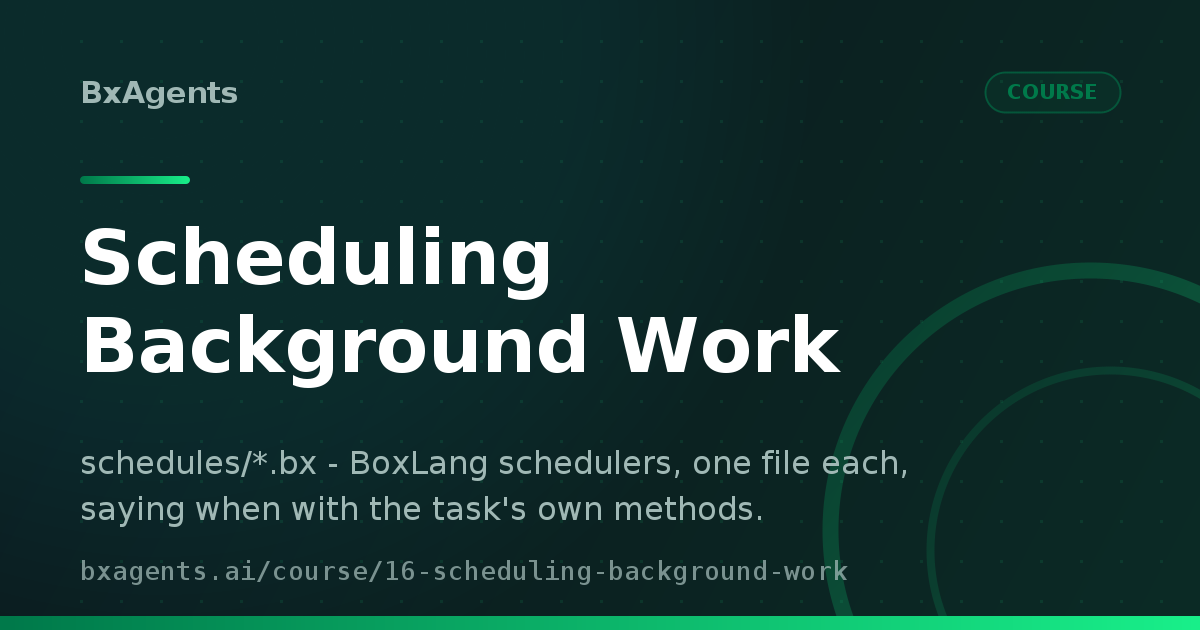 BxAgents
COURSE
Scheduling
Background Work
schedules/*.bx - BoxLang schedulers, one file each,
saying when with the task's own methods.
bxagents.ai/course/16-scheduling-background-work